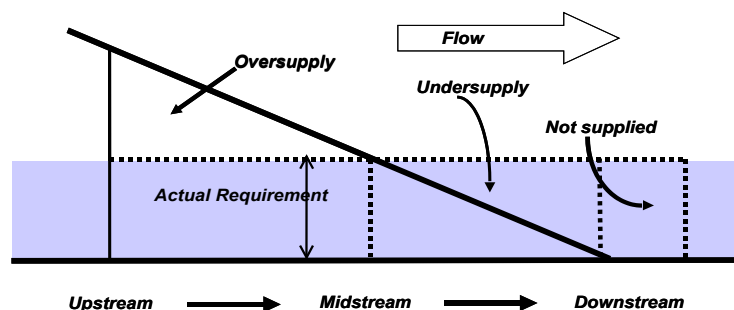 Flow
Oversupply
Undersupply
Not supplied
Actual Requirement
Upstream
Midstream
Downstream